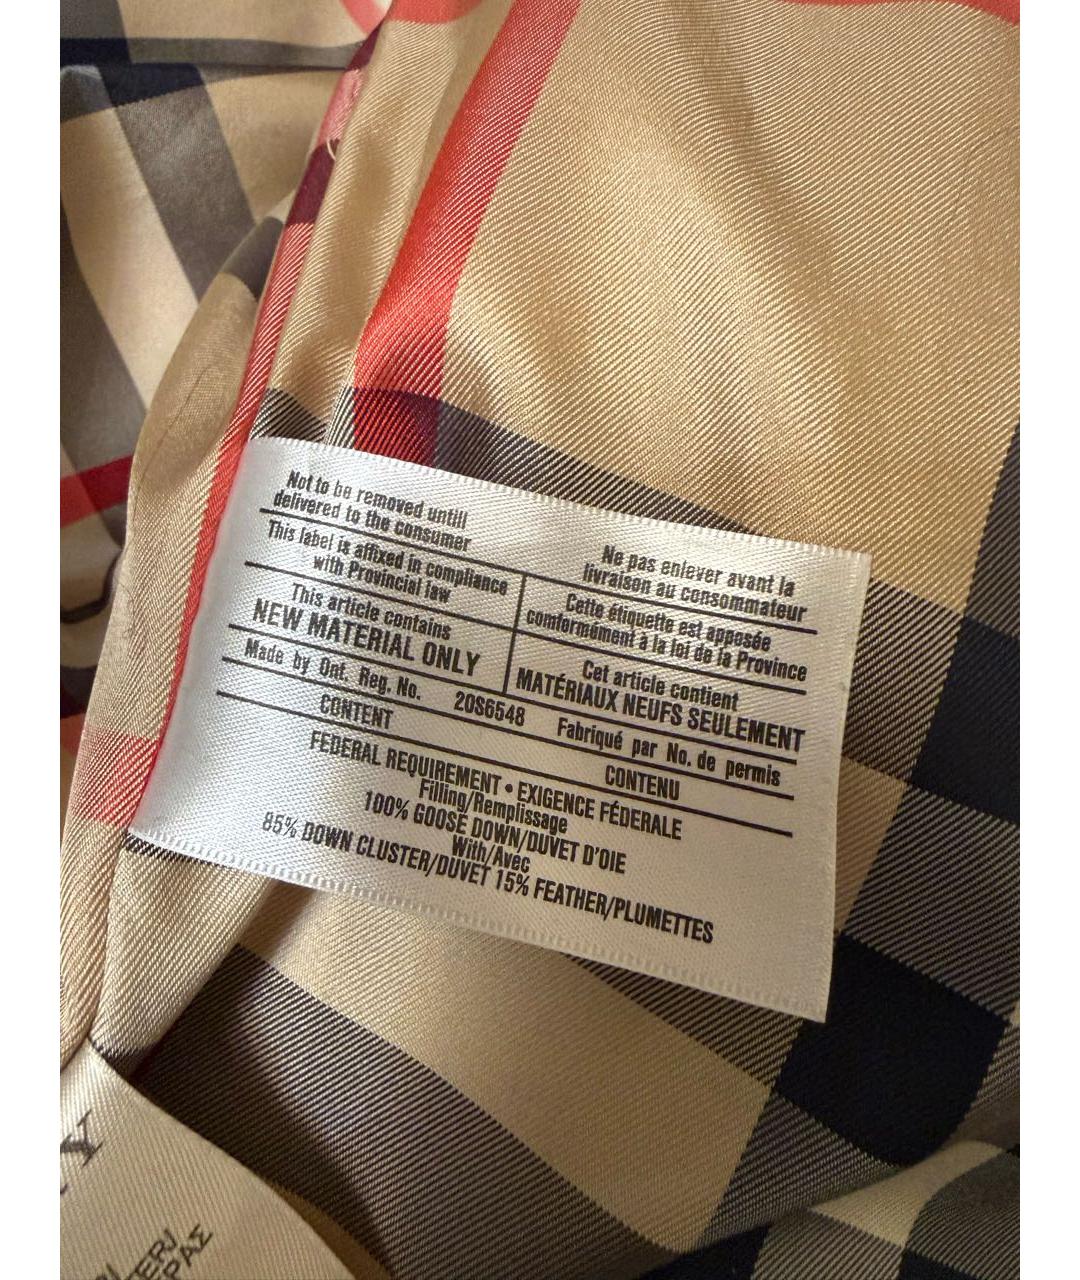 Not to be removed untill
delivered to the consumer
Ne pas enlever avant la
livraison au consommateur
This label is affixed in compliance
with Provincial law
Cette étiquette est apposée
comformément à la loi de la Province
This article contains
NEW MATERIAL ONLY
Cet article contient
MATÉRIAUX NEUFS SEULEMENT
Made by Ont. Reg. No. 20S6548 Fabriqué par No. de permis
CONTENT CONTENU
FEDERAL REQUIREMENT • EXIGENCE FÉDERALE
Filling/Remplissage
100% GOOSE DOWN/DUVET D'OIE
With/Avec
85% DOWN CLUSTER/DUVET 15% FEATHER/PLUMETTES
Y